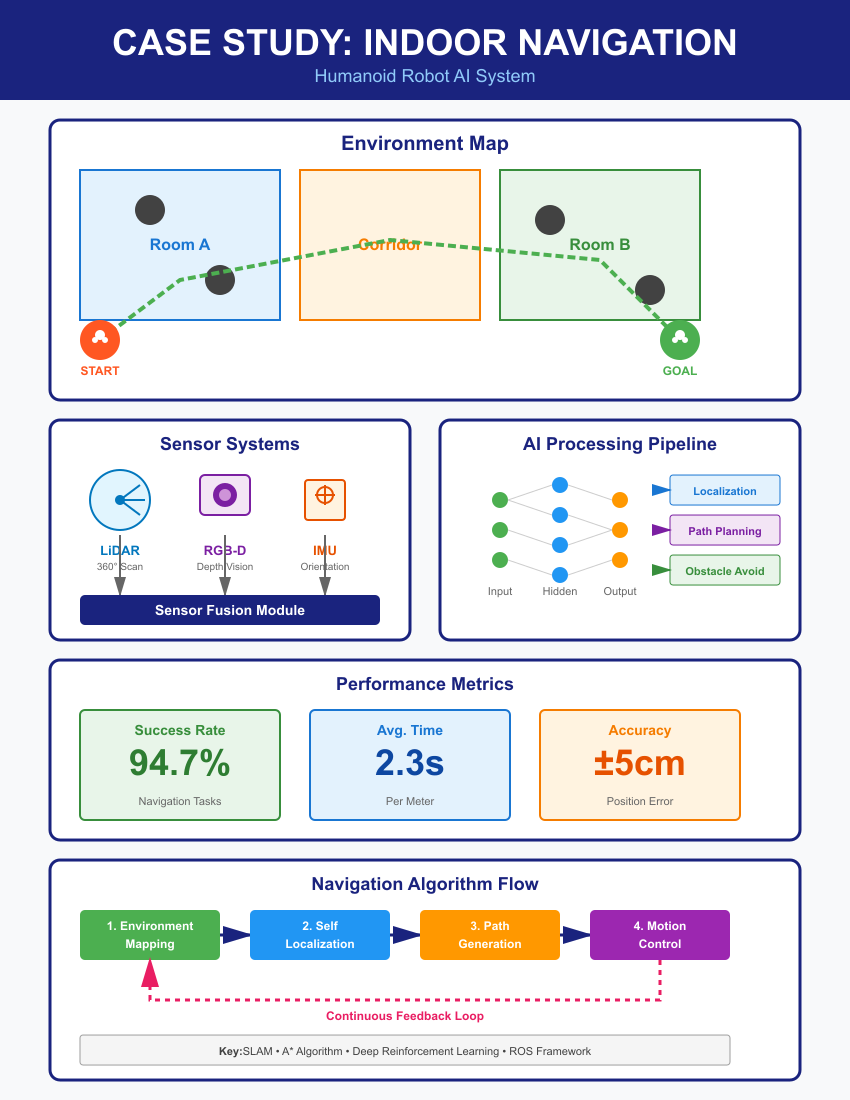 CASE STUDY: INDOOR NAVIGATION
Humanoid Robot AI System
Environment Map
Room A
Corridor
Room B
START
GOAL
Sensor Systems
LiDAR
360° Scan
RGB-D
Depth Vision
IMU
Orientation
Sensor Fusion Module
AI Processing Pipeline
Input
Hidden
Output
Localization
Path Planning
Obstacle Avoid
Performance Metrics
Success Rate
94.7%
Navigation Tasks
Avg. Time
2.3s
Per Meter
Accuracy
±5cm
Position Error
Navigation Algorithm Flow
1. Environment
Mapping
2. Self
Localization
3. Path
Generation
4. Motion
Control
Continuous Feedback Loop
Key:SLAM • A* Algorithm • Deep Reinforcement Learning • ROS Framework